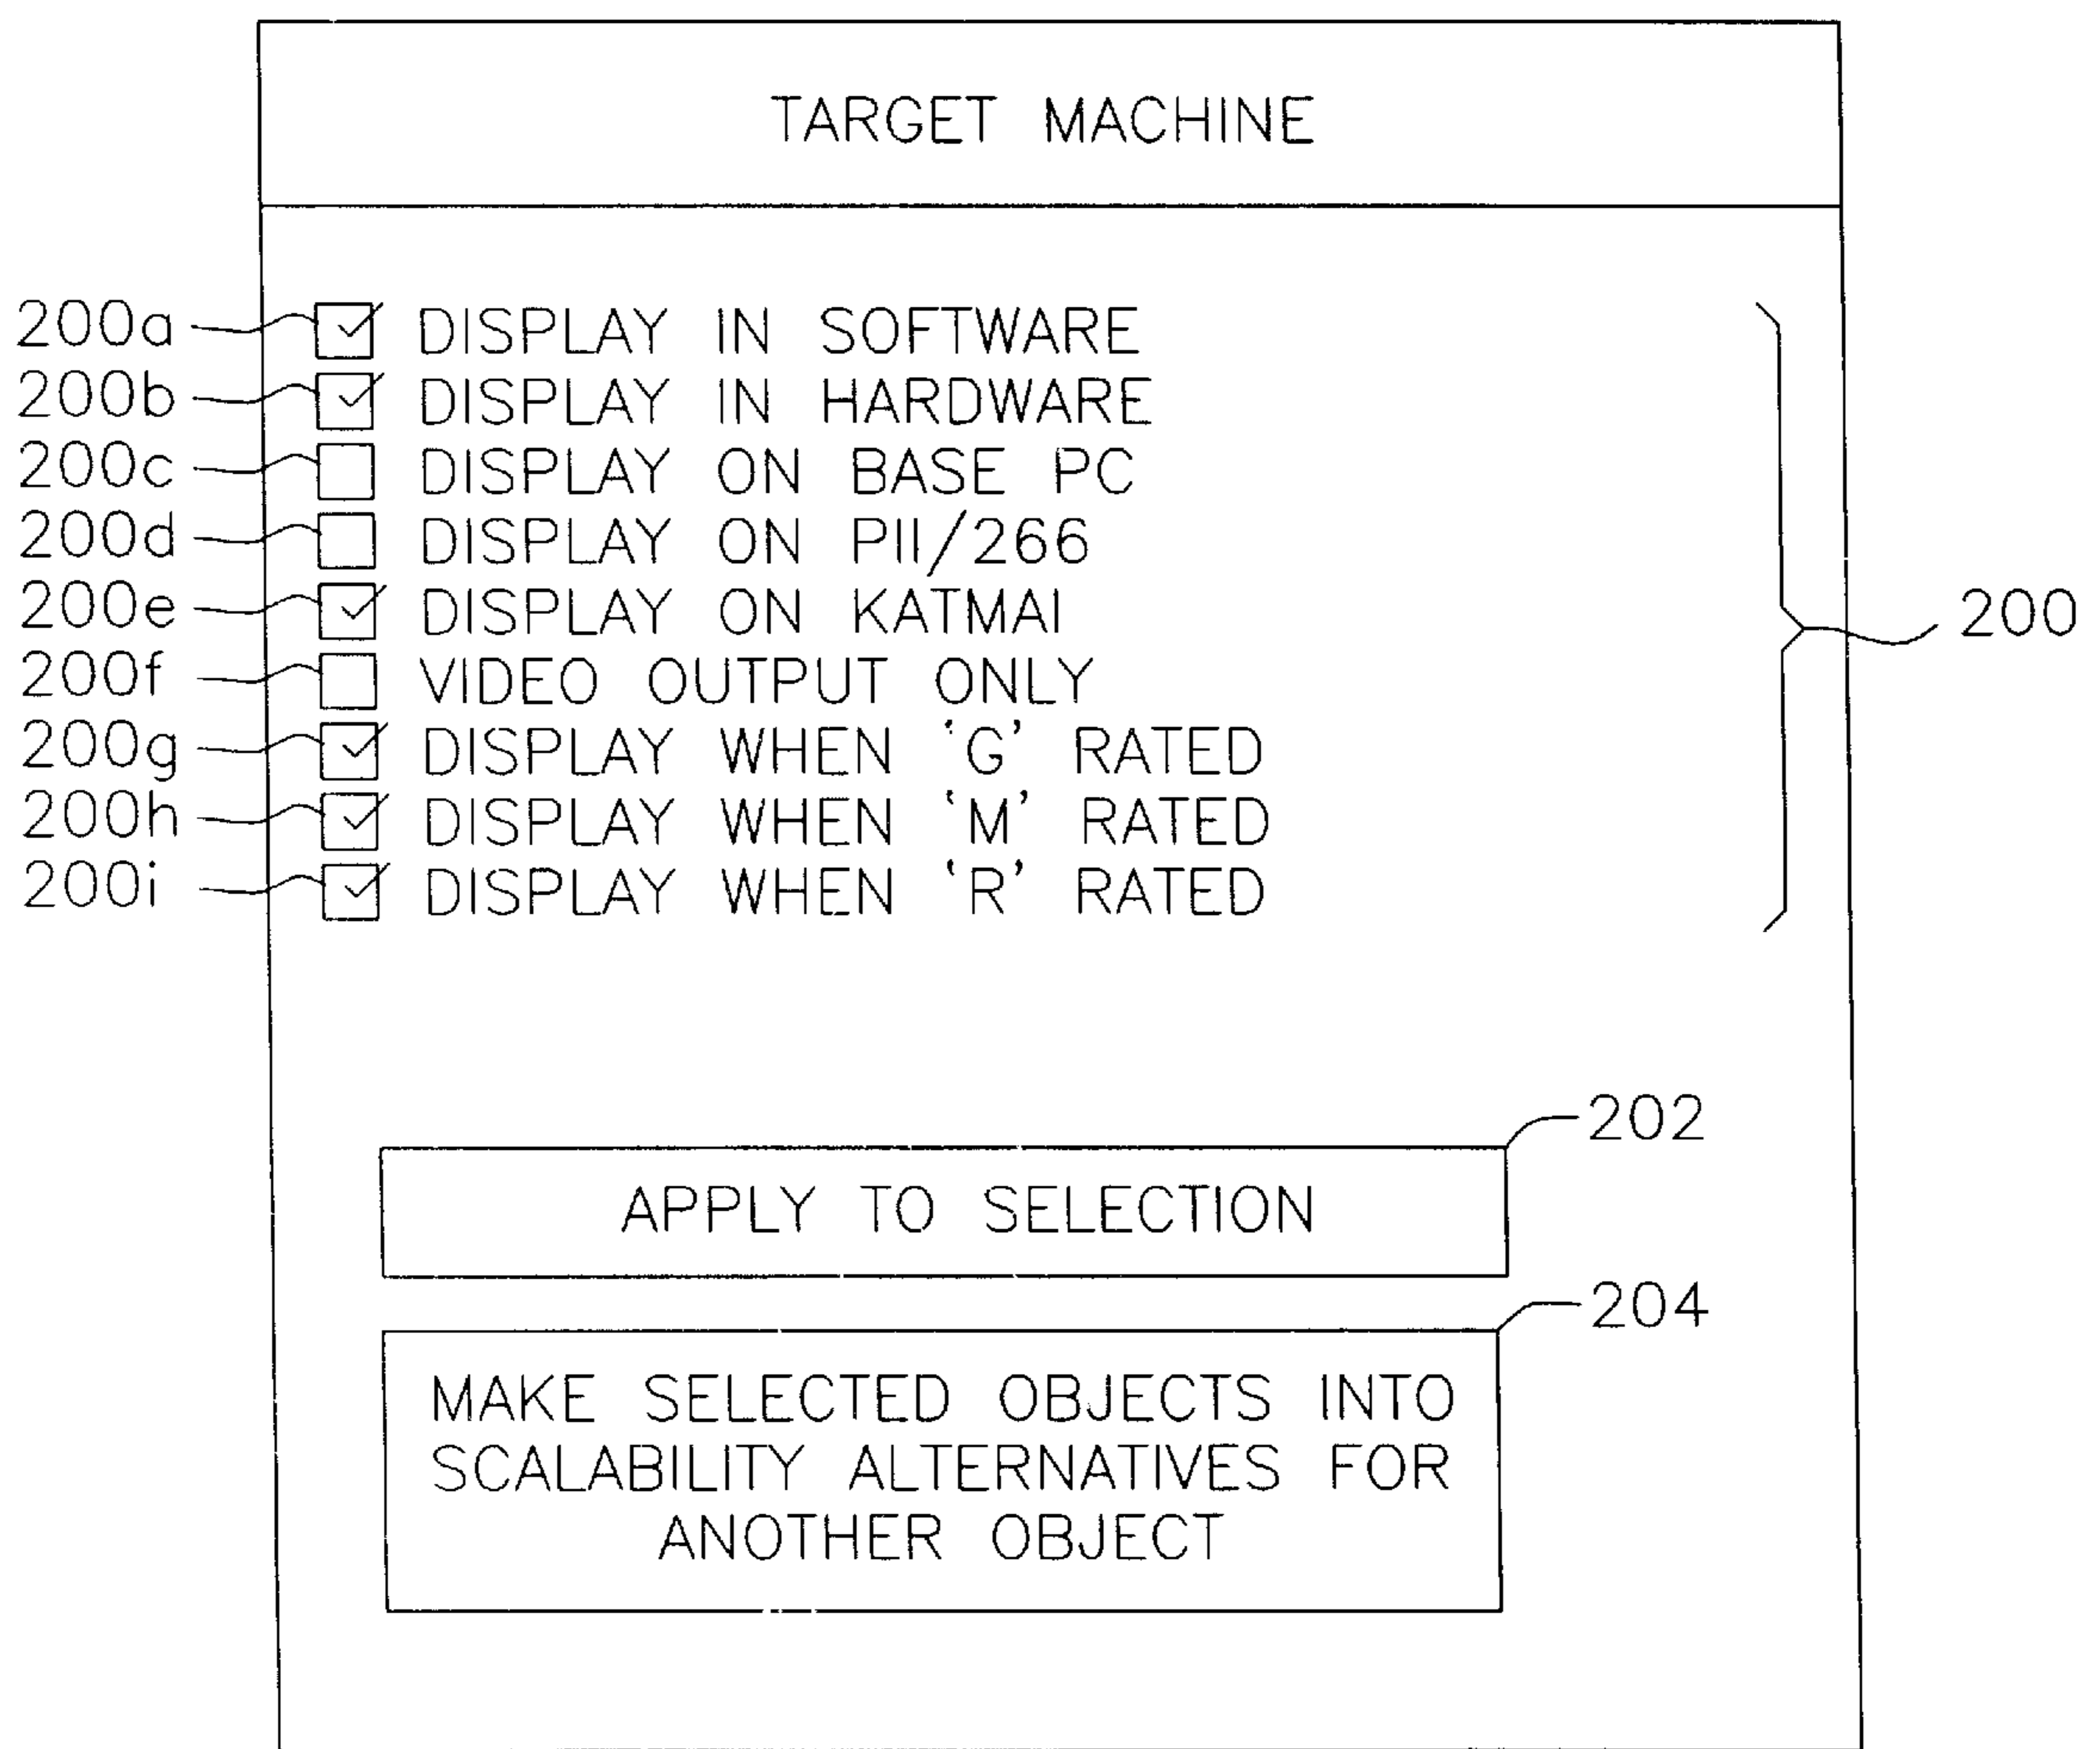 TARGET MACHINE
200a DISPLAY IN SOFTWARE
200b DISPLAY IN HARDWARE
200c DISPLAY ON BASE PC
200d DISPLAY ON PII/266
200e DISPLAY ON KATMAI
200
200f VIDEO OUTPUT ONLY
200g DISPLAY WHEN ‘G’ RATED
200h DISPLAY WHEN ‘M’ RATED
200i DISPLAY WHEN ‘R’ RATED
202
APPLY TO SELECTION
204
MAKE SELECTED OBJECTS INTO
SCALABILITY ALTERNATIVES FOR
ANOTHER OBJECT